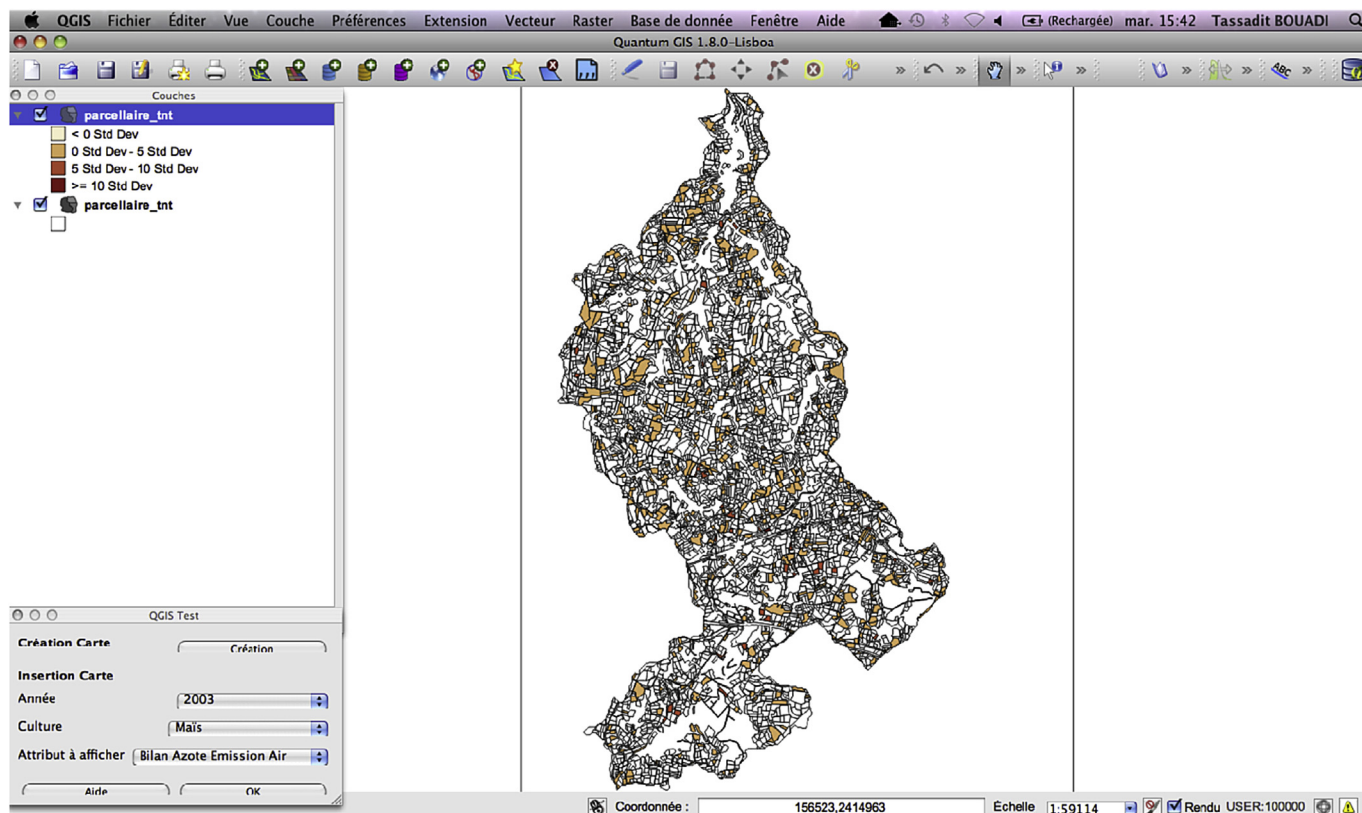 QGIS Fichier Éditer Vue Couche Préférences Extension Vecteur Raster Base de donnée Fenêtre Aide (Rechargée) mar. 15:42 Tassadit BOUADI
Quantum GIS 1.8.0-Lisboa
ABC
Couches
parcellaire_tnt
< 0 Std Dev
0 Std Dev - 5 Std Dev
5 Std Dev - 10 Std Dev
>= 10 Std Dev
parcellaire_tnt
QGIS Test
Création Carte Création
Insertion Carte
Année 2003
Culture Maïs
Attribut à afficher Bilan Azote Emission Air
Aide OK
Coordonnée : 156523,2414963 Échelle 1:59114 Rendu USER:100000